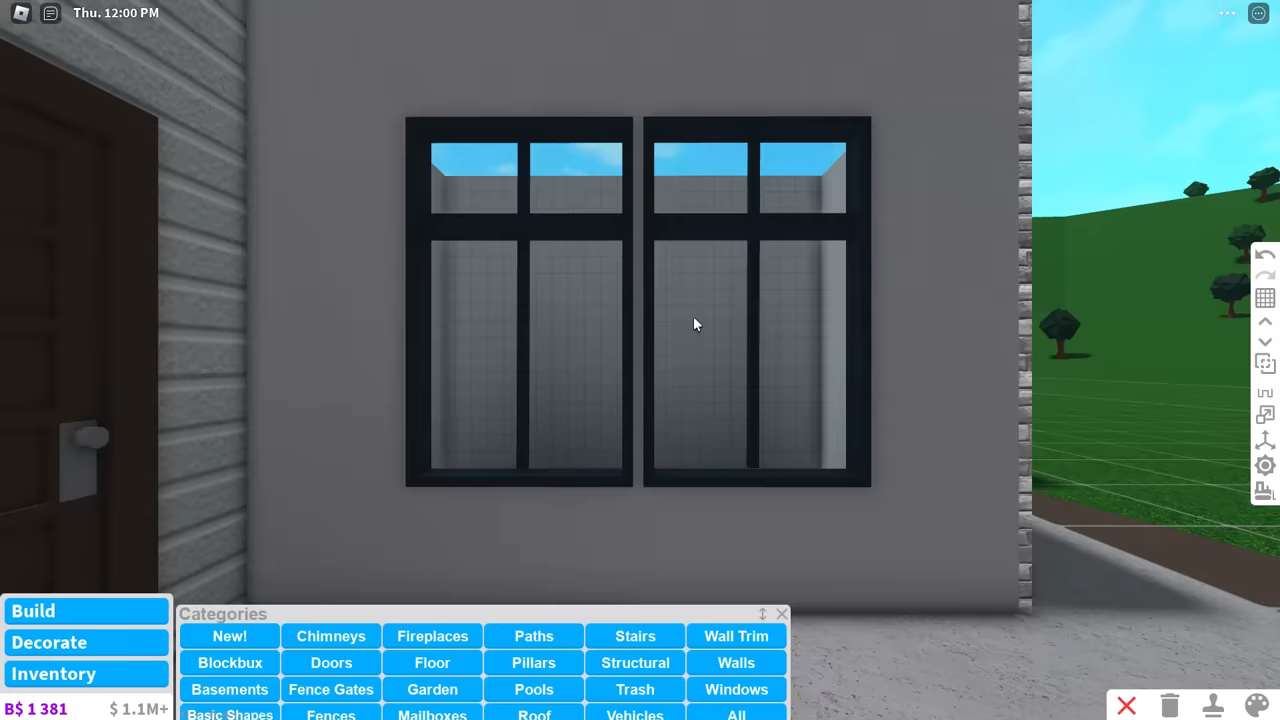 Thu. 12:00 PM
Build
Decorate
Inventory
B$ 1 381 $ 1.1M+
Categories
New! Chimneys Fireplaces Paths Stairs Wall Trim
Blockbux Doors Floor Pillars Structural Walls
Basements Fence Gates Garden Pools Trash Windows
Basic Shapes Fences Mailboxes Roof Vehicles All